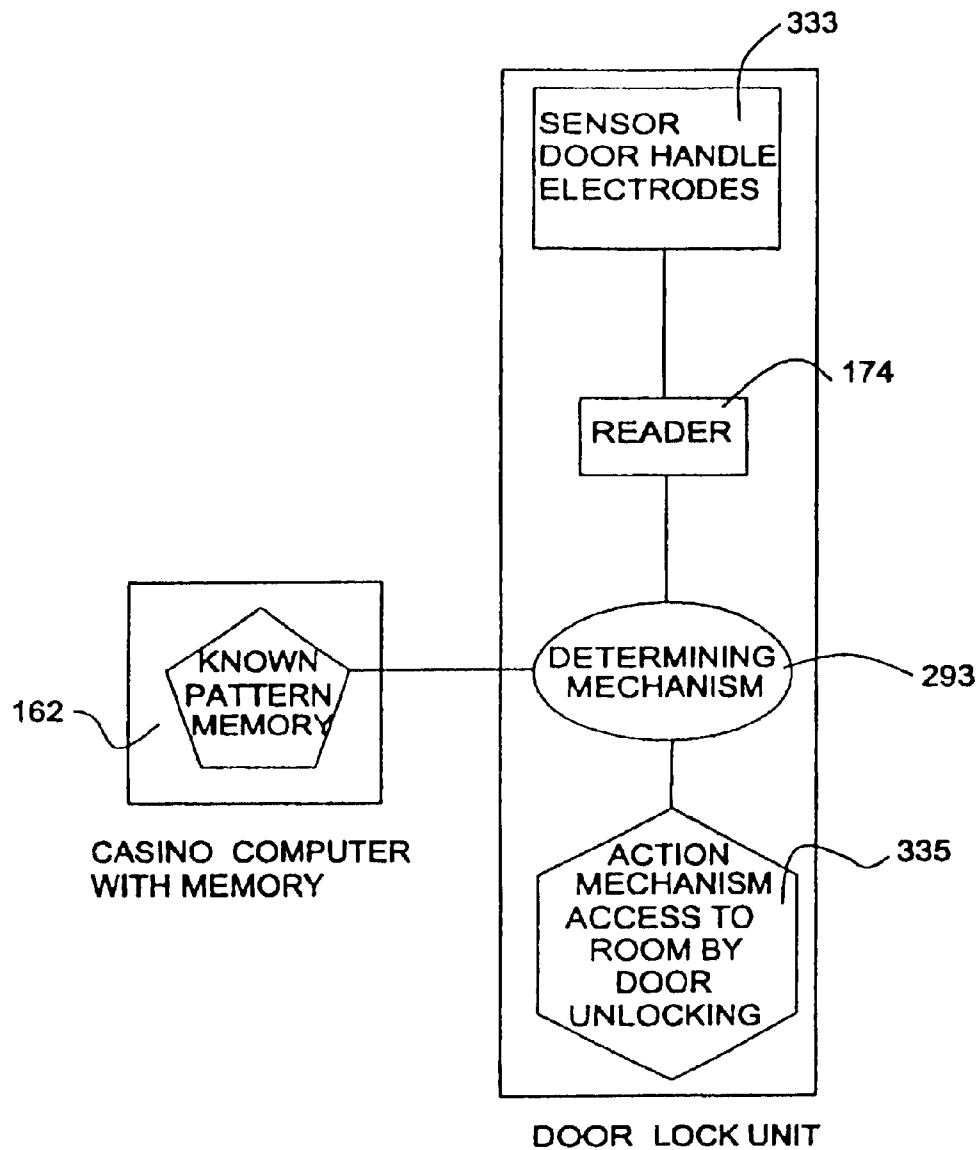 333
SENSOR
DOOR HANDLE
ELECTRODES
174
READER
DETERMINING
MECHANISM
293
KNOWN
PATTERN
MEMORY
162
CASINO COMPUTER
WITH MEMORY
ACTION
MECHANISM
ACCESS TO
ROOM BY
DOOR
UNLOCKING
335
DOOR LOCK UNIT